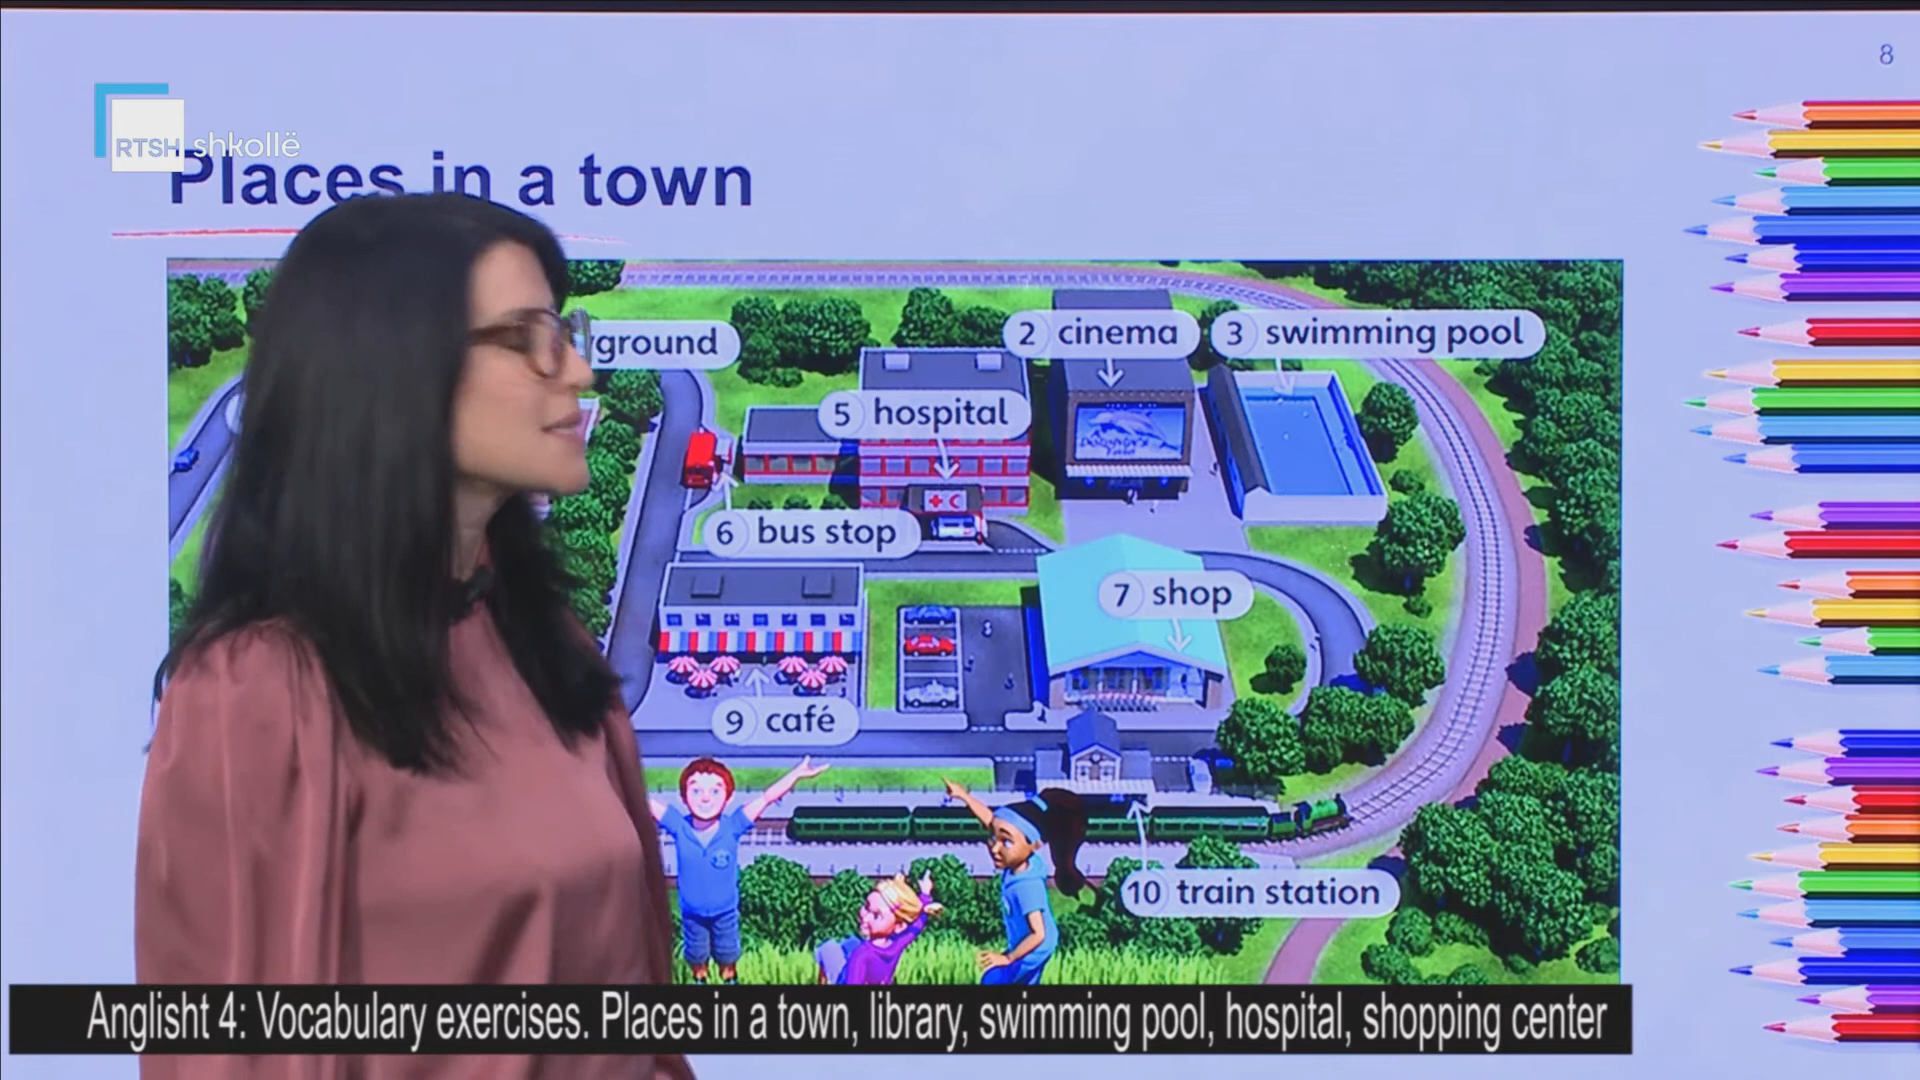 8
RTSH shkollë
Places in a town
ground
2 cinema
3 swimming pool
5 hospital
6 bus stop
7 shop
9 café
10 train station
Anglisht 4: Vocabulary exercises. Places in a town, library, swimming pool, hospital, shopping center